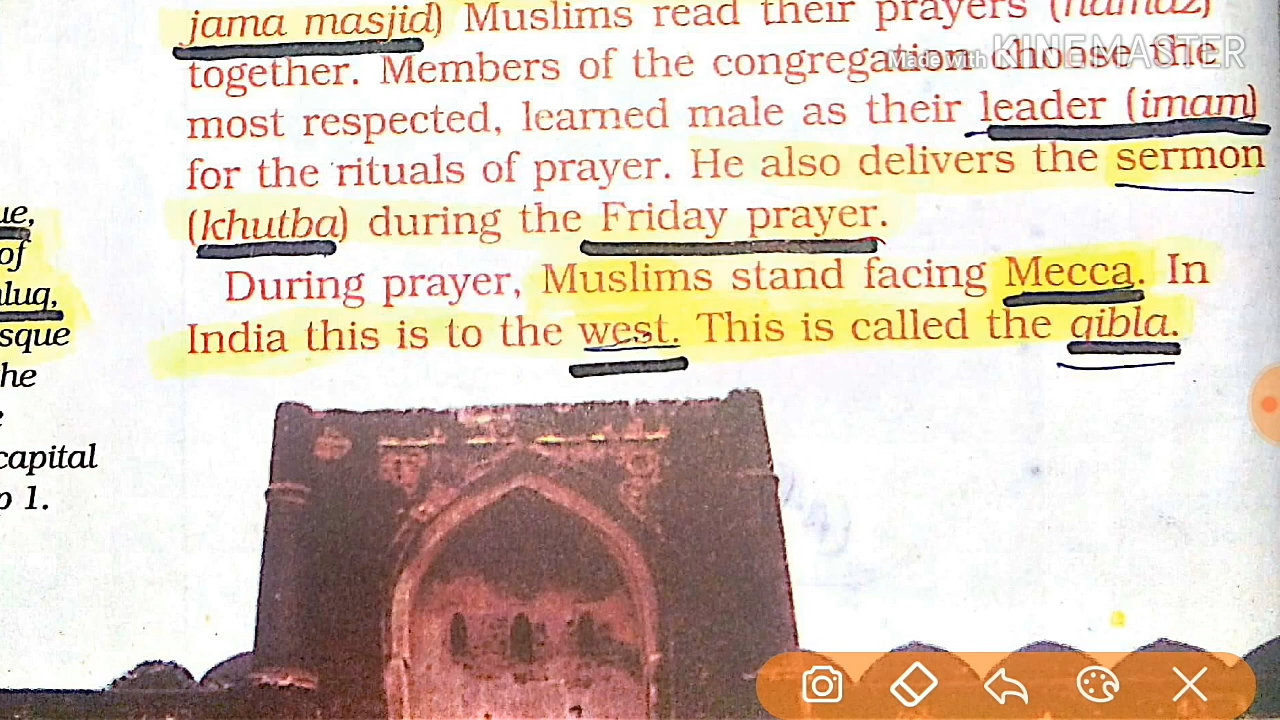 jama masjid) Muslims read their prayers (namaz)
together. Members of the congregation choose the
most respected, learned male as their leader (imam)
for the rituals of prayer. He also delivers the sermon
(khutba) during the Friday prayer.
During prayer, Muslims stand facing Mecca. In
India this is to the west. This is called the qibla.
ue,
of
hluq,
sque
he
capital
p 1.
Made with KINEMASTER